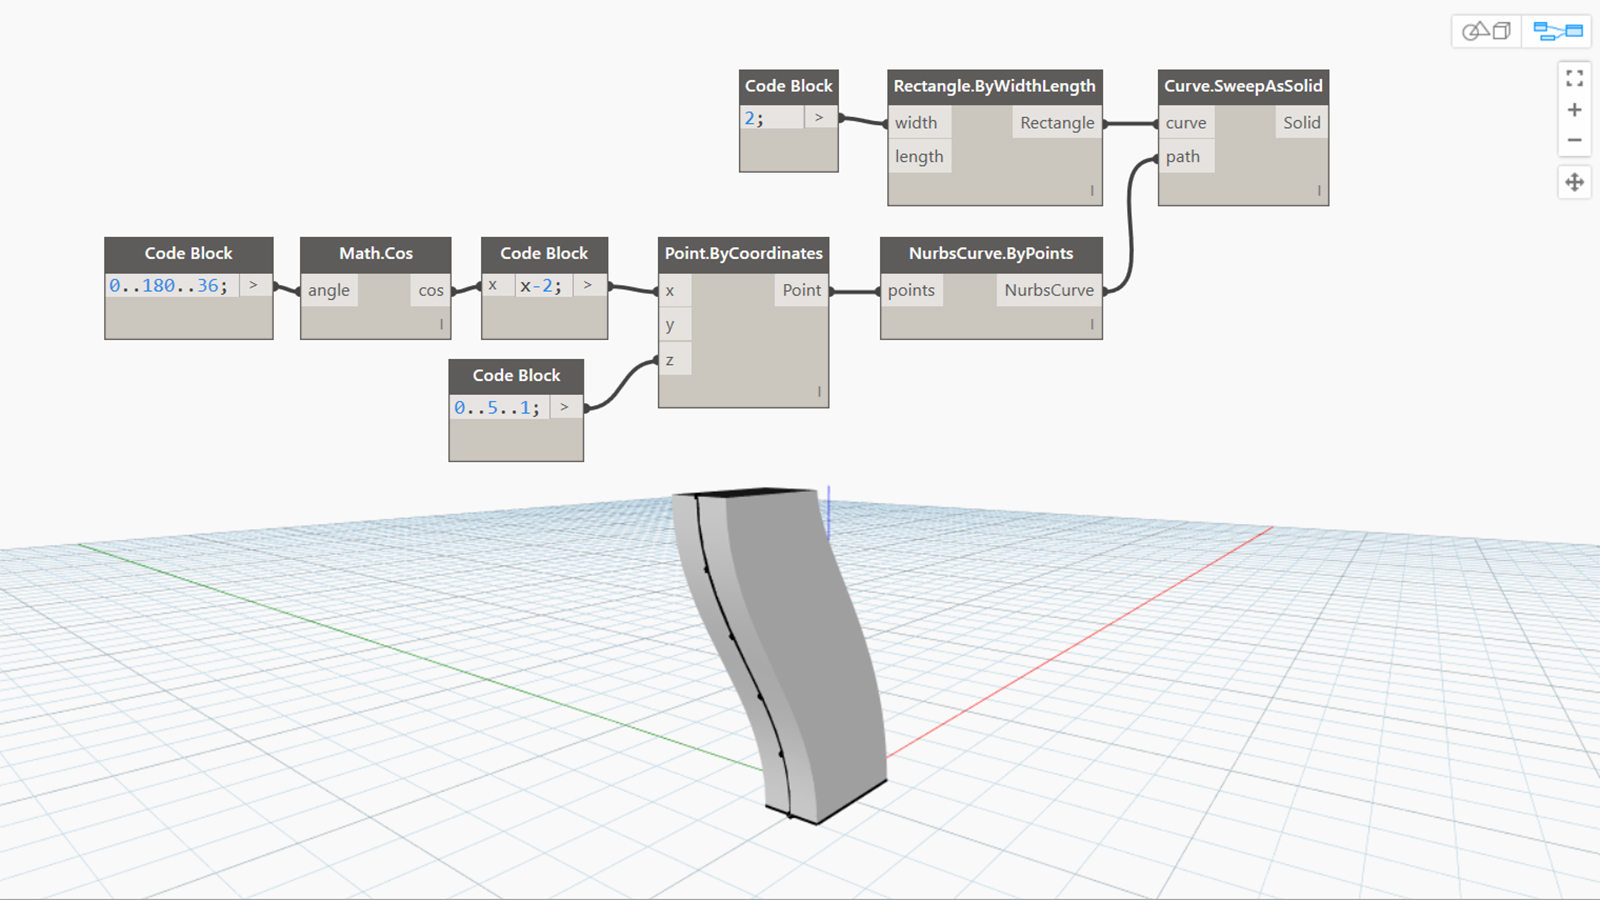 Code Block
2; >
Rectangle.ByWidthLength
width Rectangle
length
l
Curve.SweepAsSolid
curve Solid
path
l
Code Block
0..180..36; >
Math.Cos
angle cos
l
Code Block
x x-2; >
Point.ByCoordinates
x Point
y
z
l
NurbsCurve.ByPoints
points NurbsCurve
l
Code Block
0..5..1; >